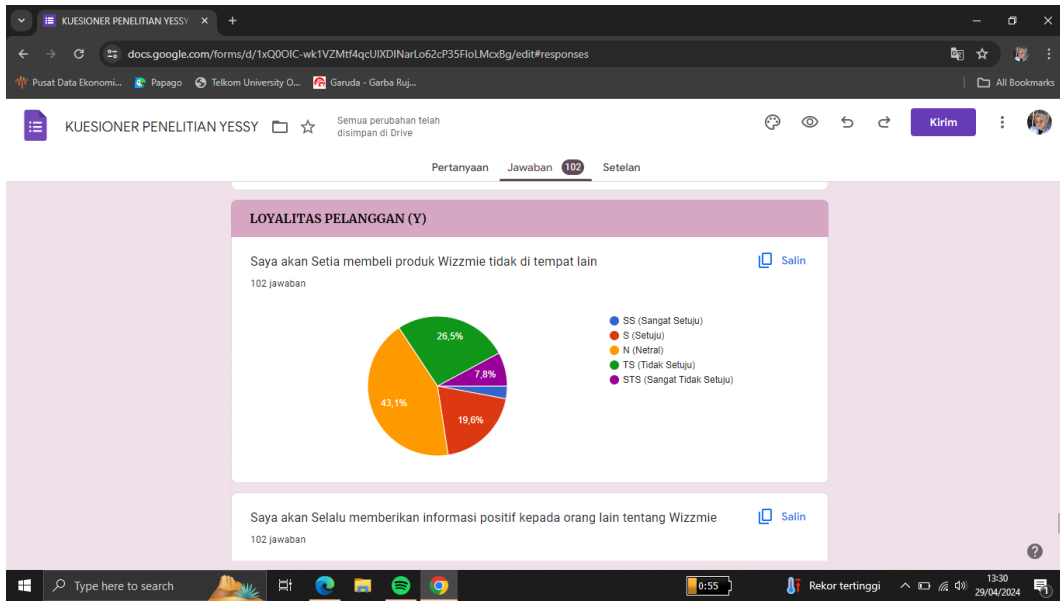 KUESIONER PENELITIAN YESSY
docs.google.com/forms/d/1xQ0OIC-wk1VZMtf4qcUlXDINarLo62cP35FIoLMcxBg/edit#responses
Pusat Data Ekonomi...
Papago
Telkom University O...
Garuda - Garba Ruj...
All Bookmarks
KUESIONER PENELITIAN YESSY
Semua perubahan telah
disimpan di Drive
Kirim
Pertanyaan
Jawaban 102
Setelan
LOYALITAS PELANGGAN (Y)
Saya akan Setia membeli produk Wizzmie tidak di tempat lain
Salin
102 jawaban
26,5%
7,8%
43,1%
19,6%
SS (Sangat Setuju)
S (Setuju)
N (Netral)
TS (Tidak Setuju)
STS (Sangat Tidak Setuju)
Saya akan Selalu memberikan informasi positif kepada orang lain tentang Wizzmie
Salin
102 jawaban
Type here to search
0:55
Rekor tertinggi
13:30
29/04/2024
1